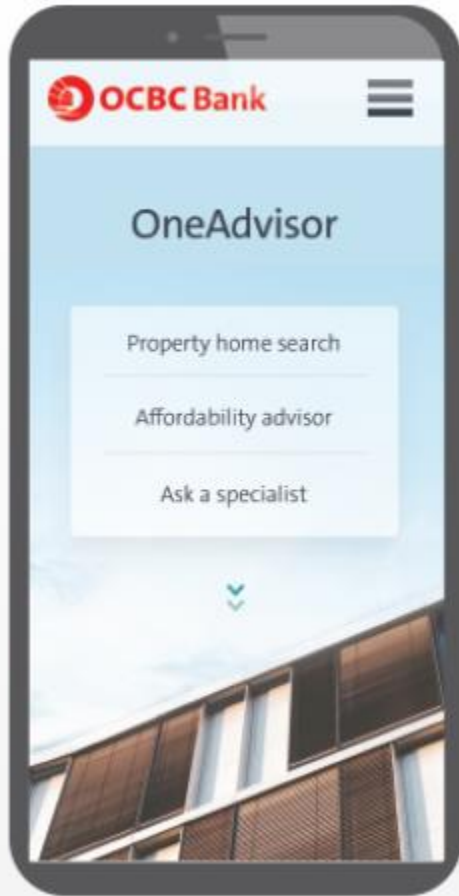 OCBC Bank
OneAdvisor
Property home search
Affordability advisor
Ask a specialist